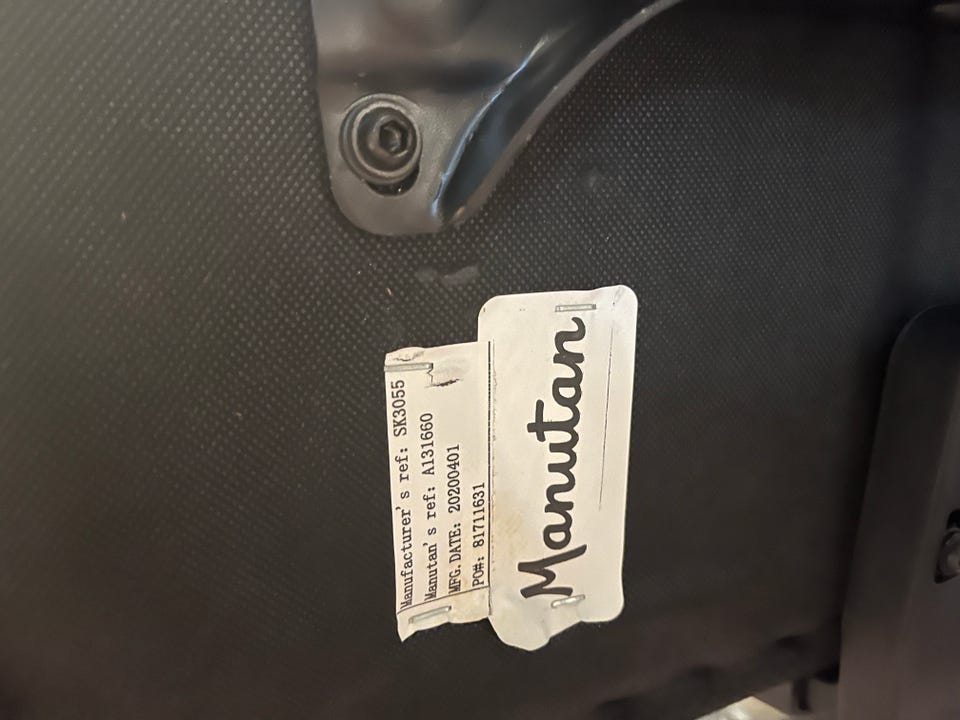 Manufacturer's ref: SK3055
Manutan's ref: A131660
MFG.DATE: 20200401
PO#: 81711631
Manutan